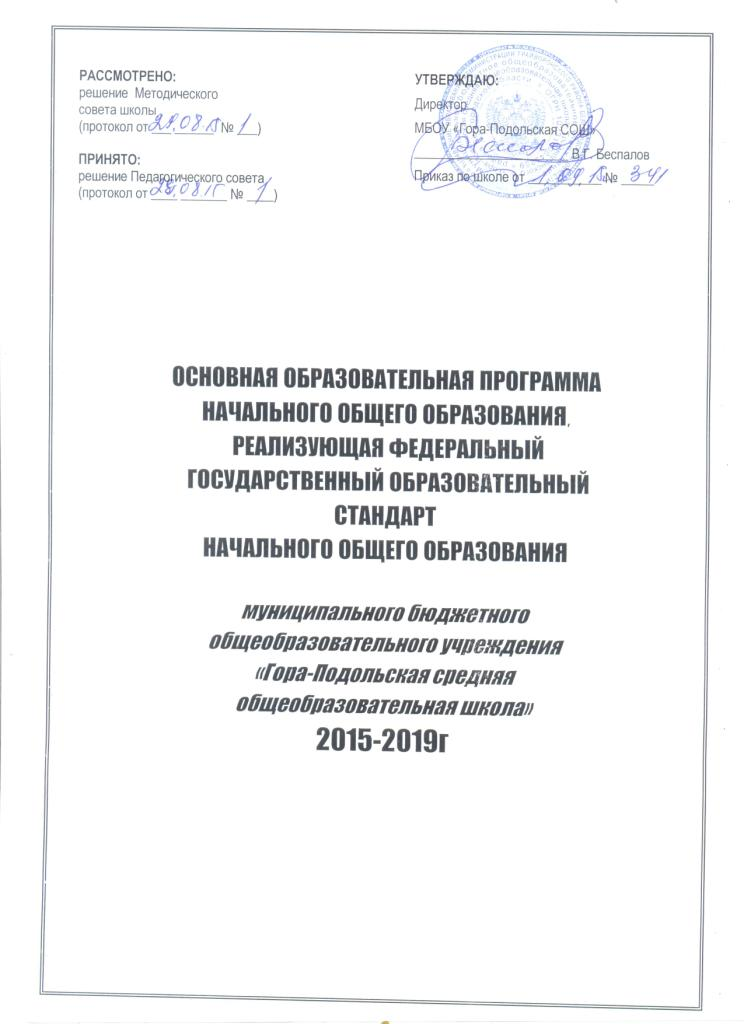 РАССМОТРЕНО:
решение Методического
совета школы
(протокол от 29.08.15 № 1)
ПРИНЯТО:
решение Педагогического совета
(протокол от 08 15 № 1)
УТВЕРЖДАЮ:
Директор
МБОУ «Гора-Подольская СОШ»
В.Г. Беспалов
Приказ по школе от 1.09.15 № 341
ОСНОВНАЯ ОБРАЗОВАТЕЛЬНАЯ ПРОГРАММА
НАЧАЛЬНОГО ОБЩЕГО ОБРАЗОВАНИЯ,
РЕАЛИЗУЮЩАЯ ФЕДЕРАЛЬНЫЙ
ГОСУДАРСТВЕННЫЙ ОБРАЗОВАТЕЛЬНЫЙ
СТАНДАРТ
НАЧАЛЬНОГО ОБЩЕГО ОБРАЗОВАНИЯ
муниципального бюджетного
общеобразовательного учреждения
«Гора-Подольская средняя
общеобразовательная школа»
2015-2019г